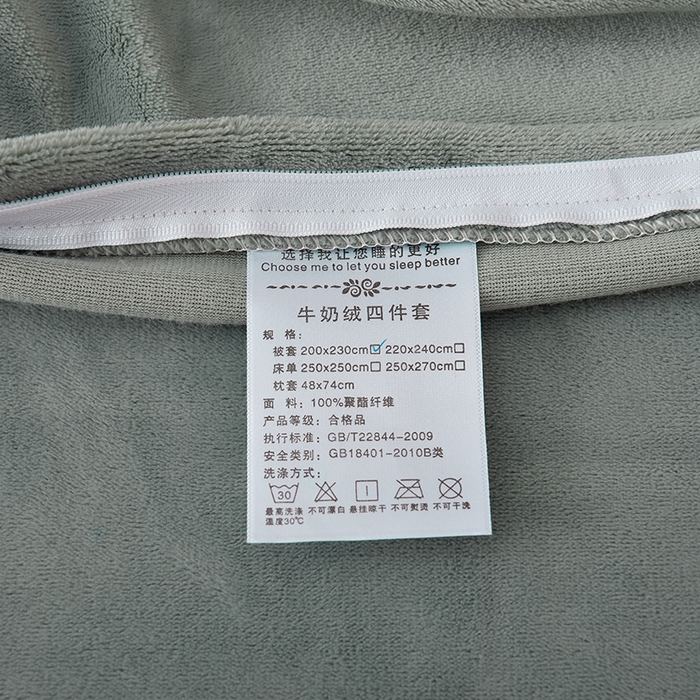 选择我让您睡的更好
Choose me to let you sleep better
牛奶绒四件套
规 格:
被套 200x230cm☑ 220x240cm☐
床单 250x250cm☐ 250x270cm☐
枕套 48x74cm
面 料: 100%聚酯纤维
产品等级: 合格品
执行标准: GB/T22844-2009
安全类别: GB18401-2010B类
洗涤方式:
30
最高洗涤 不可漂白 悬挂晾干 不可熨烫 不可干洗
温度30℃